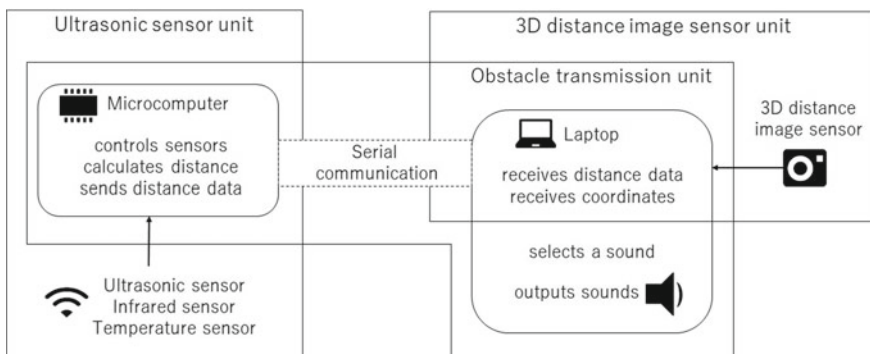 Ultrasonic sensor unit
Microcomputer
controls sensors
calculates distance
sends distance data
Ultrasonic sensor
Infrared sensor
Temperature sensor
Serial
communication
3D distance image sensor unit
Obstacle transmission unit
Laptop
receives distance data
receives coordinates
selects a sound
outputs sounds
3D distance
image sensor